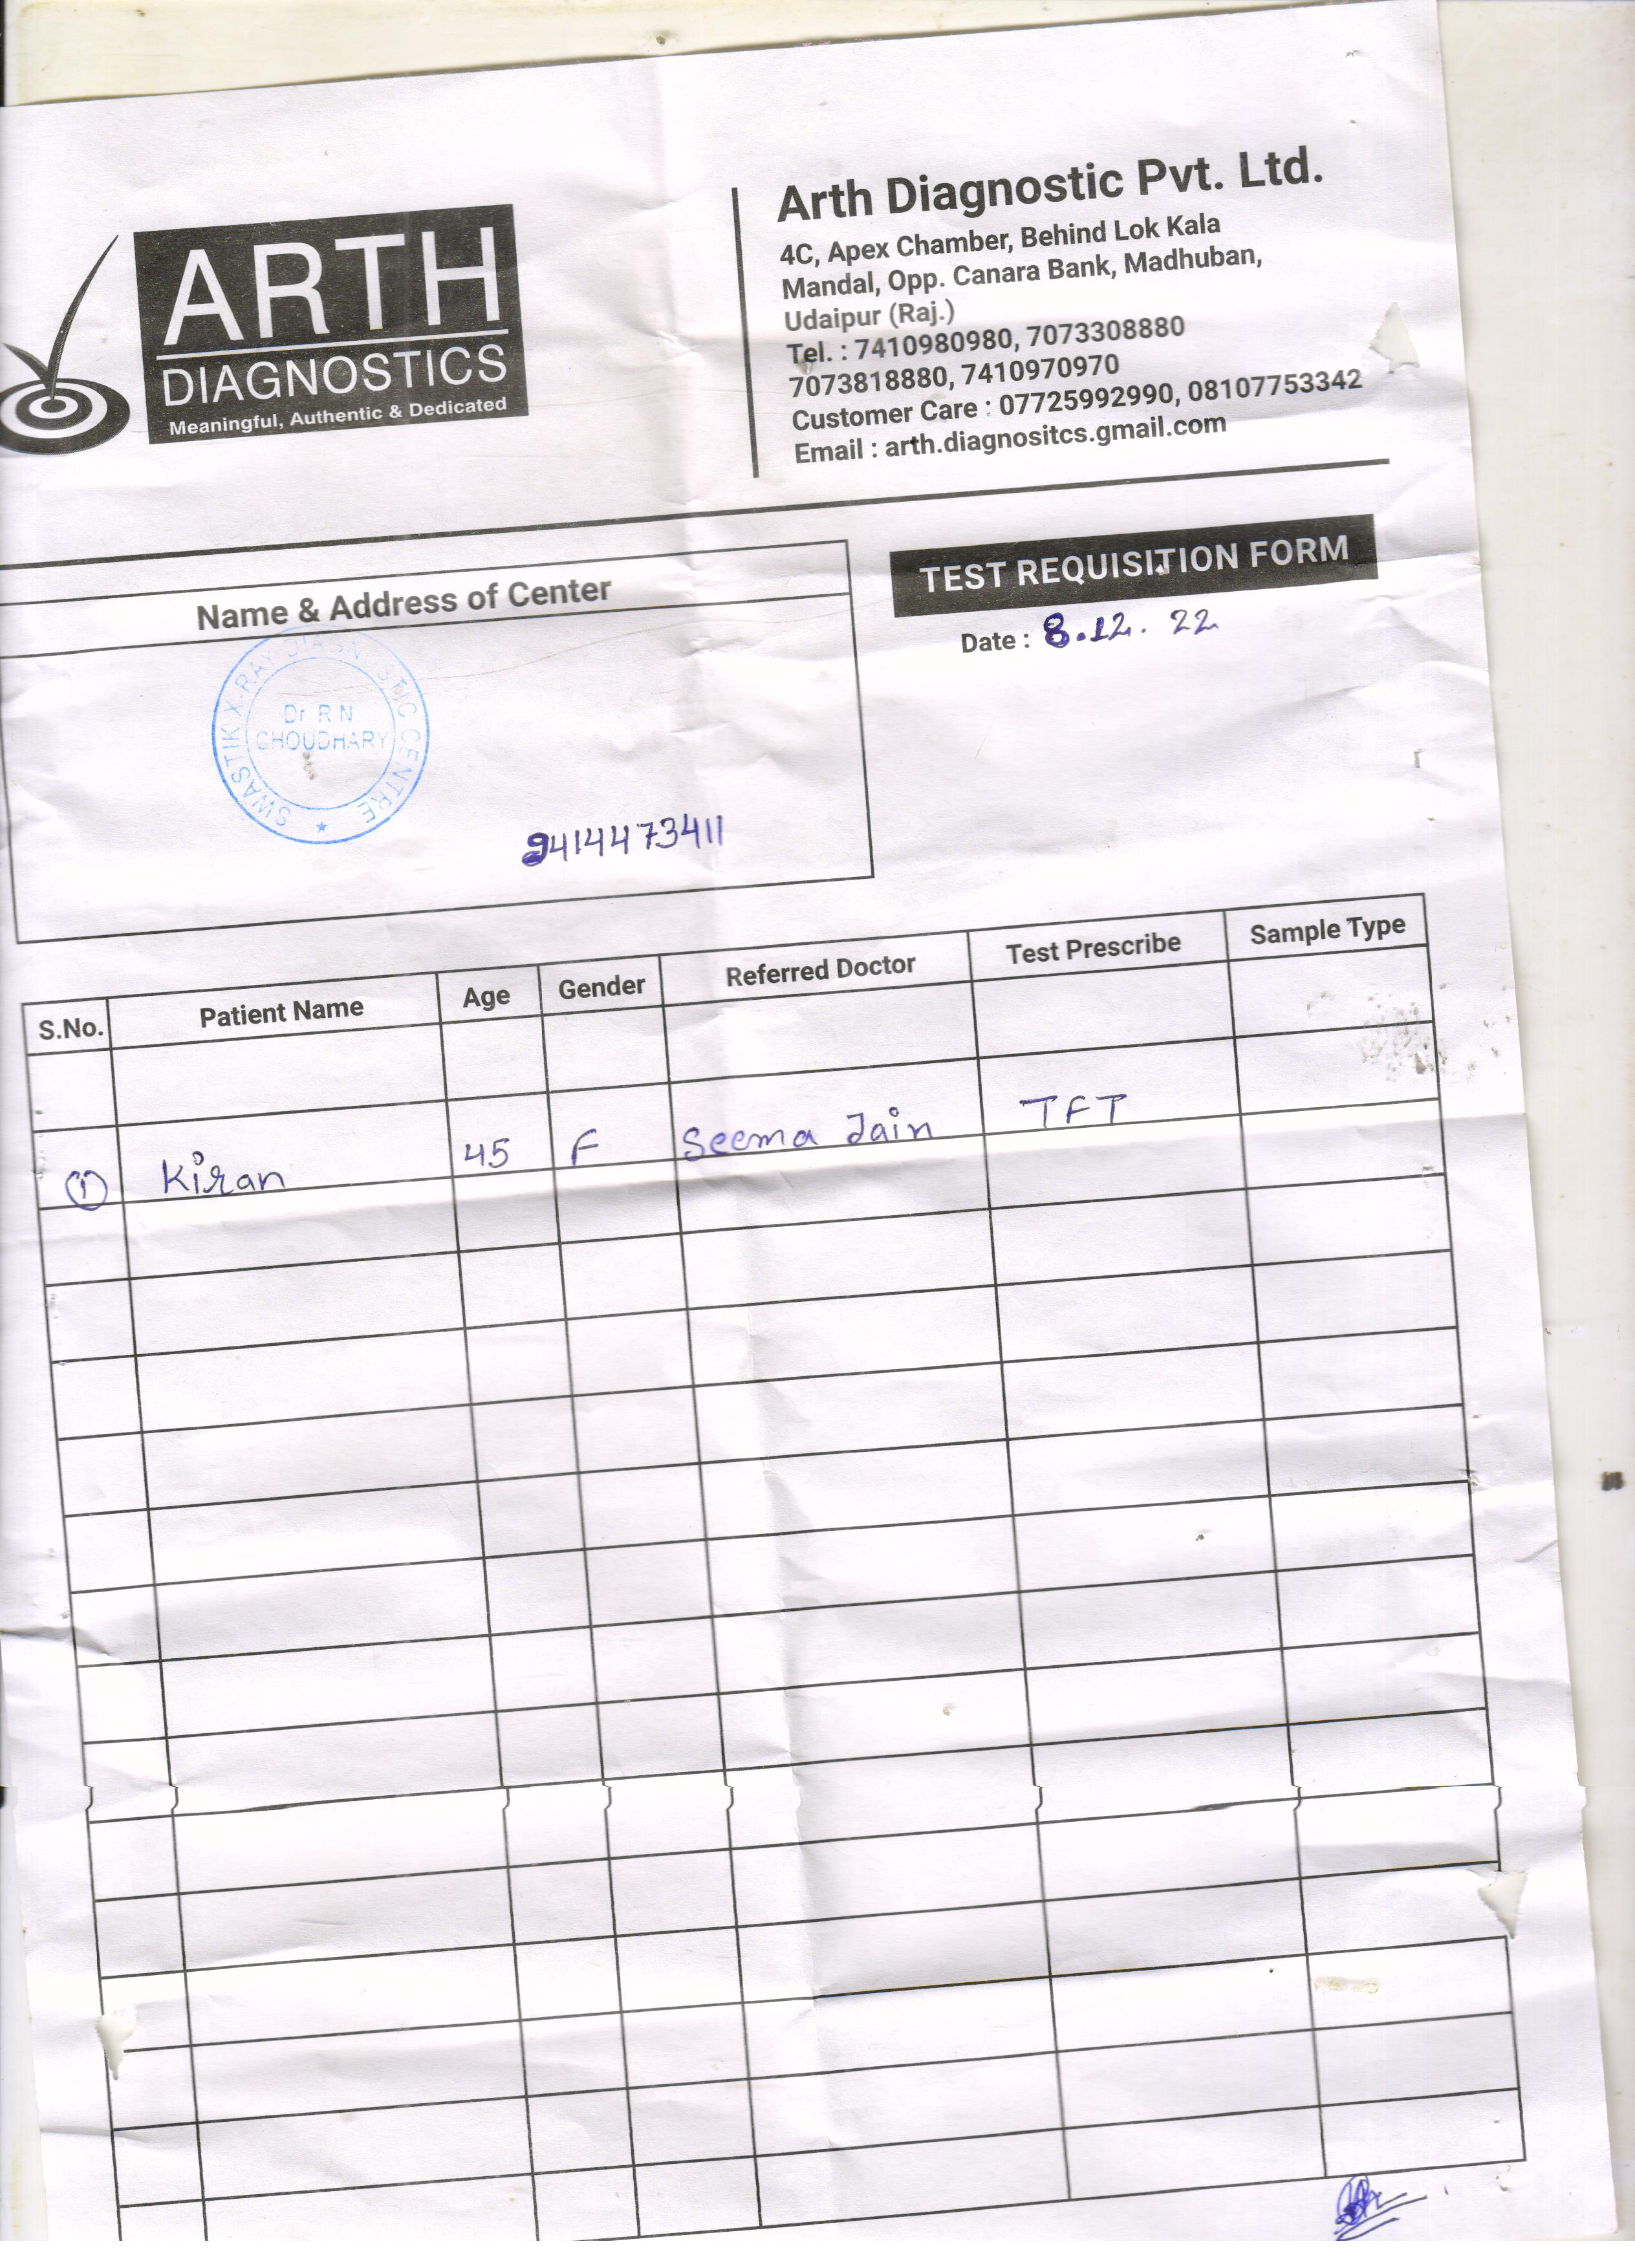 ARTH
DIAGNOSTICS
Meaningful, Authentic & Dedicated
Arth Diagnostic Pvt. Ltd.
4C, Apex Chamber, Behind Lok Kala
Mandal, Opp. Canara Bank, Madhuban,
Udaipur (Raj.)
Tel. : 7410980980, 7073308880
7073818880, 7410970970
Customer Care : 07725992990, 08107753342
Email : arth.diagnositcs.gmail.com
TEST REQUISITION FORM
Date : 8.12.22
Name & Address of Center
SWASTIK X-RAY DIAGNOSTIC CENTRE
Dr R N
CHOUDHARY
9414473411
S.No. Patient Name Age Gender Referred Doctor Test Prescribe Sample Type
1 Kiran 45 F Seema Jain TFT